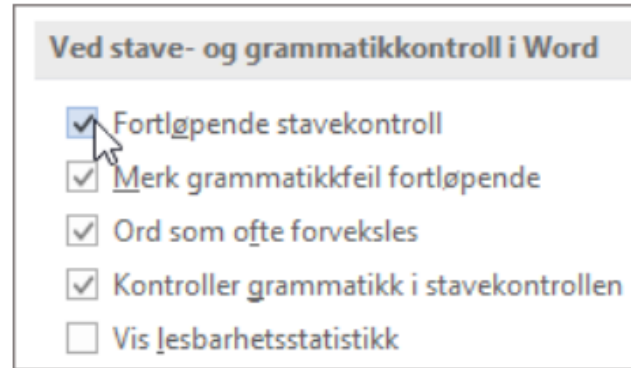 Ved stave- og grammatikkontroll i Word
Fortløpende stavekontroll
Merk grammatikkfeil fortløpende
Ord som ofte forveksles
Kontroller grammatikk i stavekontrollen
Vis lesbarhetsstatistikk